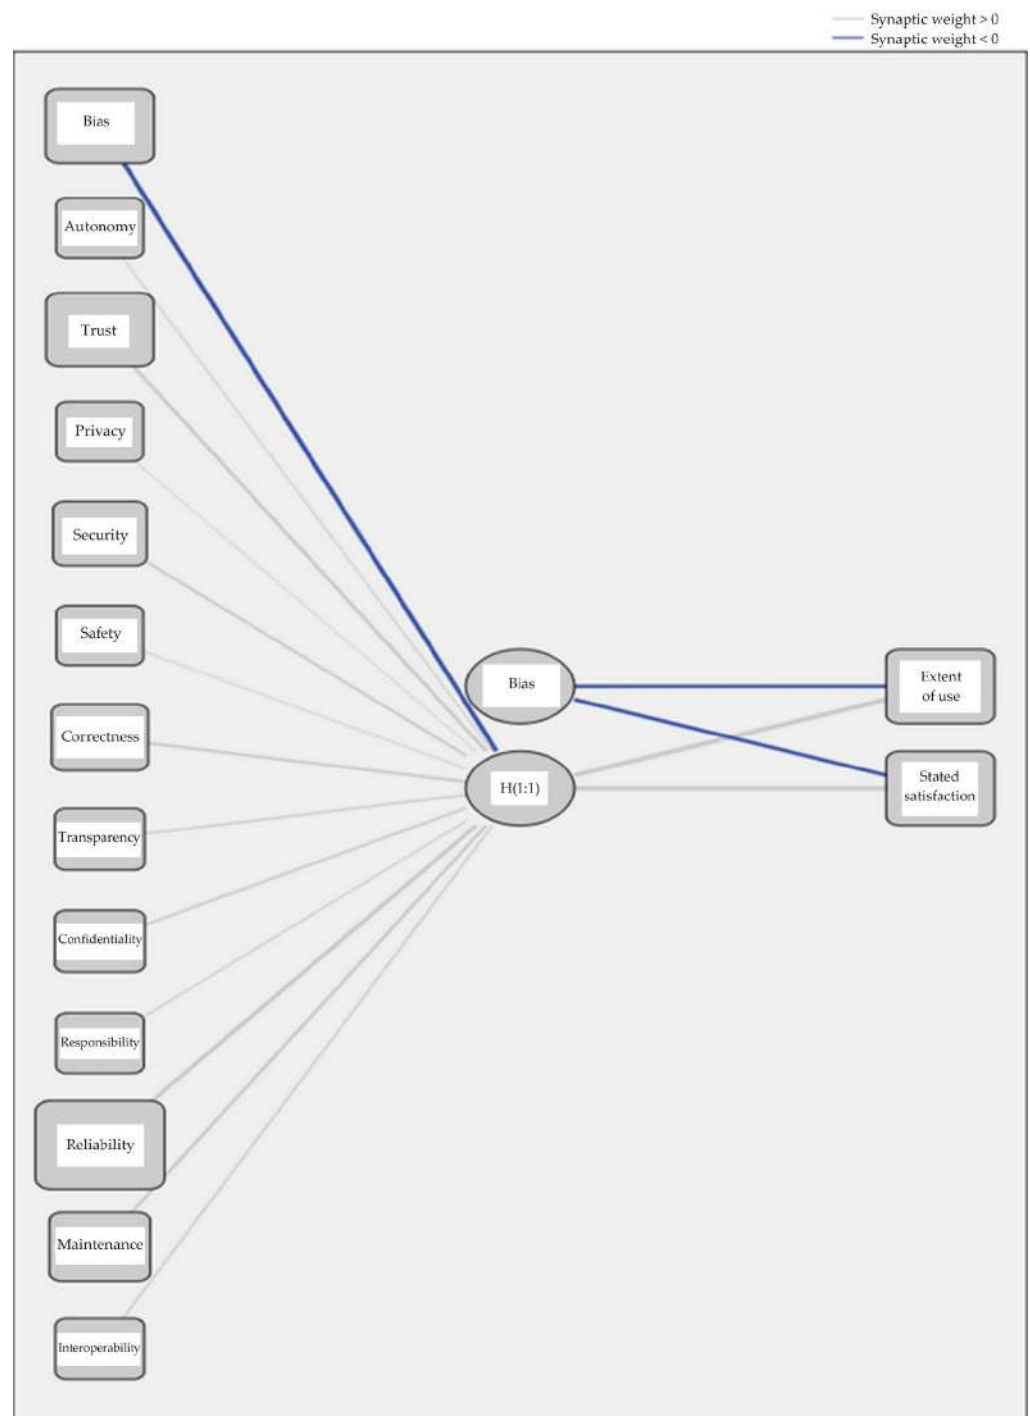 Synaptic weight > 0
Synaptic weight < 0
Bias
Autonomy
Trust
Privacy
Security
Safety
Correctness
Transparency
Confidentiality
Responsibility
Reliability
Maintenance
Interoperability
Bias
H(1:1)
Extent
of use
Stated
satisfaction